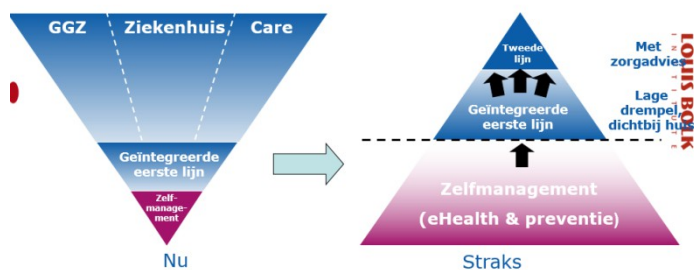 GGZ Ziekenhuis Care
Geïntegreerde
eerste lijn
Zelf-
manage-
ment
Nu
Tweede
lijn
Geïntegreerde
eerste lijn
Zelfmanagement
(eHealth & preventie)
Straks
Met
zorgadvies
Lage
drempel,
dichtbij huis
LOUIS BOLK
INSTITUTE